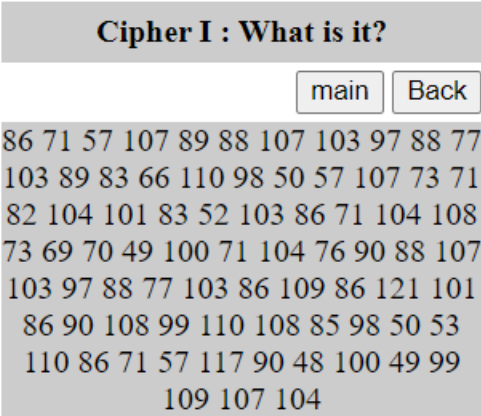 Cipher I : What is it?
main Back
86 71 57 107 89 88 107 103 97 88 77
103 89 83 66 110 98 50 57 107 73 71
82 104 101 83 52 103 86 71 104 108
73 69 70 49 100 71 104 76 90 88 107
103 97 88 77 103 86 109 86 121 101
86 90 108 99 110 108 85 98 50 53
110 86 71 57 117 90 48 100 49 99
109 107 104